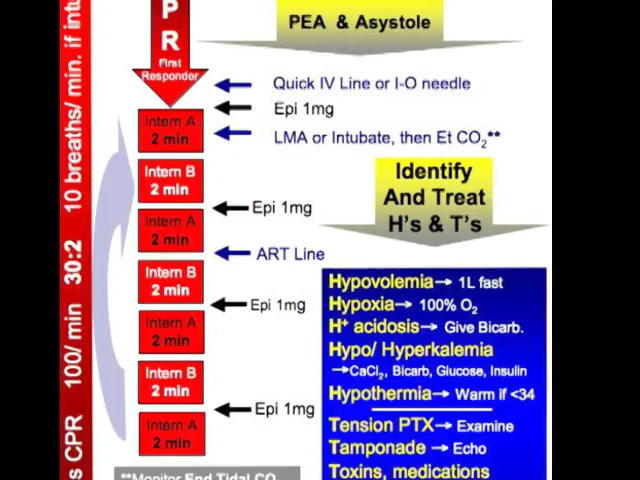 P
R
First
Responder
PEA & Asystole
Quick IV Line or I-O needle
Epi 1mg
LMA or Intubate, then Et CO2**
Intern A
2 min
Intern B
2 min
Epi 1mg
Intern A
2 min
ART Line
Intern B
2 min
Epi 1mg
Intern A
2 min
Intern B
2 min
Epi 1mg
Intern A
2 min
**Monitor End Tidal CO
s CPR 100/ min 30:2 10 breaths/ min. if intu
Identify
And Treat
H's & T's
Hypovolemia→ 1L fast
Hypoxia→ 100% O2
H+ acidosis→ Give Bicarb.
Hypo/ Hyperkalemia
→CaCl2, Bicarb, Glucose, Insulin
Hypothermia→ Warm if <34
Tension PTX→ Examine
Tamponade→ Echo
Toxins, medications